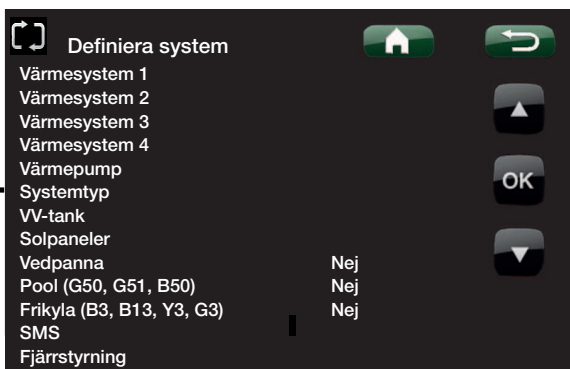 Definiera system
Värmesystem 1
Värmesystem 2
Värmesystem 3
Värmesystem 4
Värmepump
Systemtyp
VV-tank
Solpaneler
Vedpanna Nej
Pool (G50, G51, B50) Nej
Frikyla (B3, B13, Y3, G3) Nej
SMS
Fjärrstyrning
OK